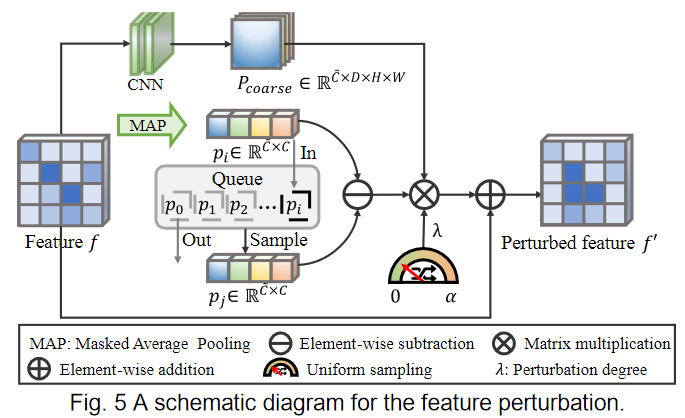 CNN
P_coarse ∈ ℝ^{C̃×D×H×W}
MAP
p_i ∈ ℝ^{C̃×C}
In
Queue
p_0 p_1 p_2 ... p_i
Feature f
Out
Sample
λ
Perturbed feature f′
p_j ∈ ℝ^{C̃×C}
0
α
MAP: Masked Average Pooling
Element-wise subtraction
Matrix multiplication
Element-wise addition
Uniform sampling
λ: Perturbation degree
Fig. 5 A schematic diagram for the feature perturbation.